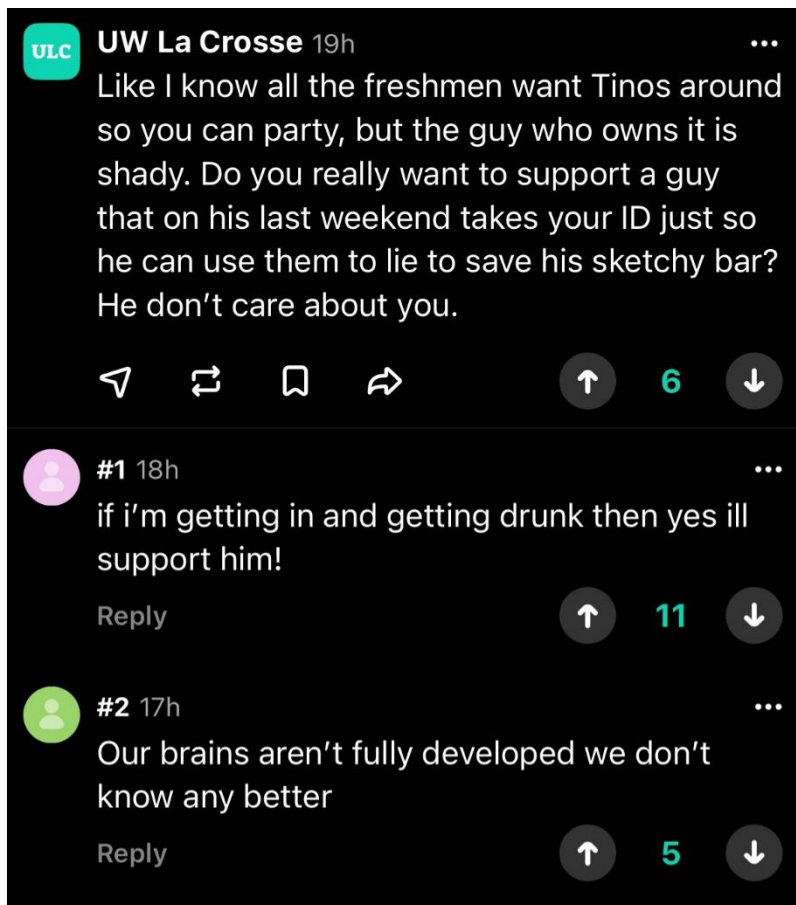 ULC
UW La Crosse 19h
Like I know all the freshmen want Tinos around
so you can party, but the guy who owns it is
shady. Do you really want to support a guy
that on his last weekend takes your ID just so
he can use them to lie to save his sketchy bar?
He don’t care about you.
6
#1 18h
if i’m getting in and getting drunk then yes ill
support him!
Reply
11
#2 17h
Our brains aren’t fully developed we don’t
know any better
Reply
5